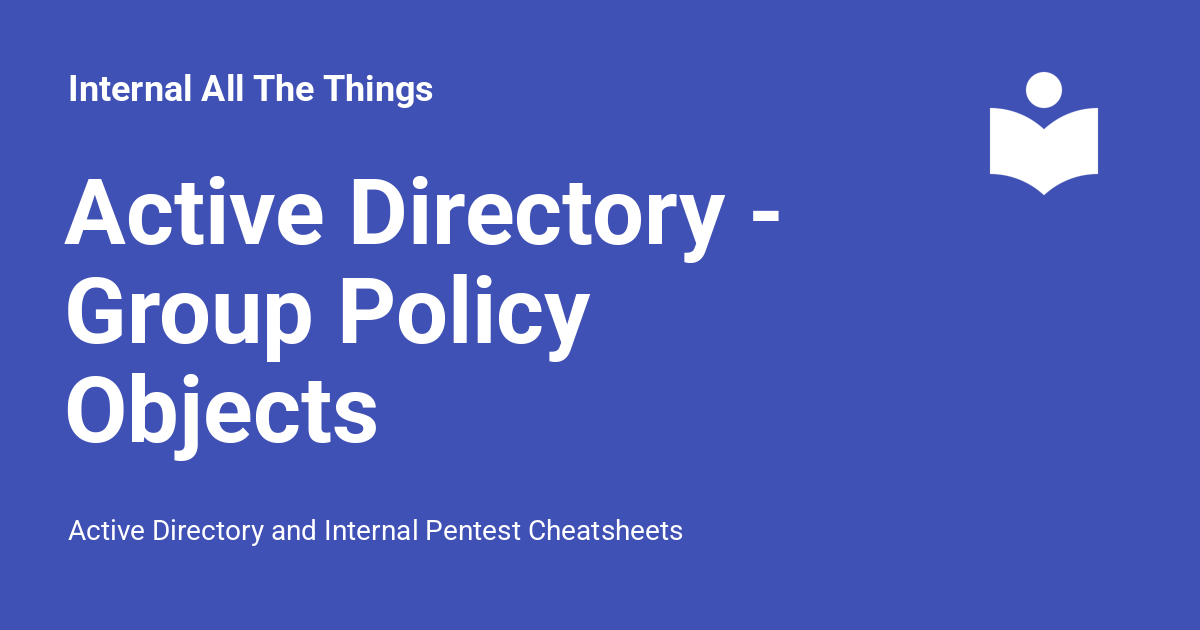 Internal All The Things
Active Directory -
Group Policy
Objects
Active Directory and Internal Pentest Cheatsheets